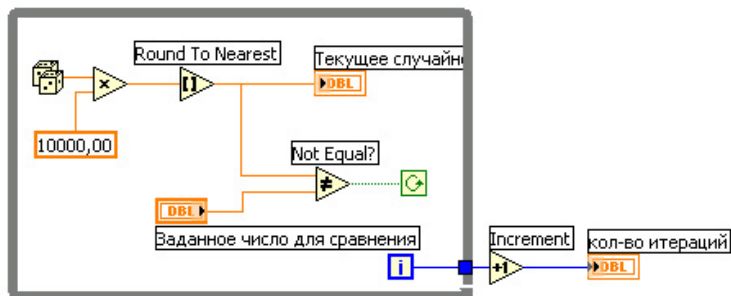 Round To Nearest
Текущее случайн
[ ]
×
DBL
10000,00
Not Equal?
≠
DBL
Заданное число для сравнения
Increment
кол-во итераций
i
+1
DBL